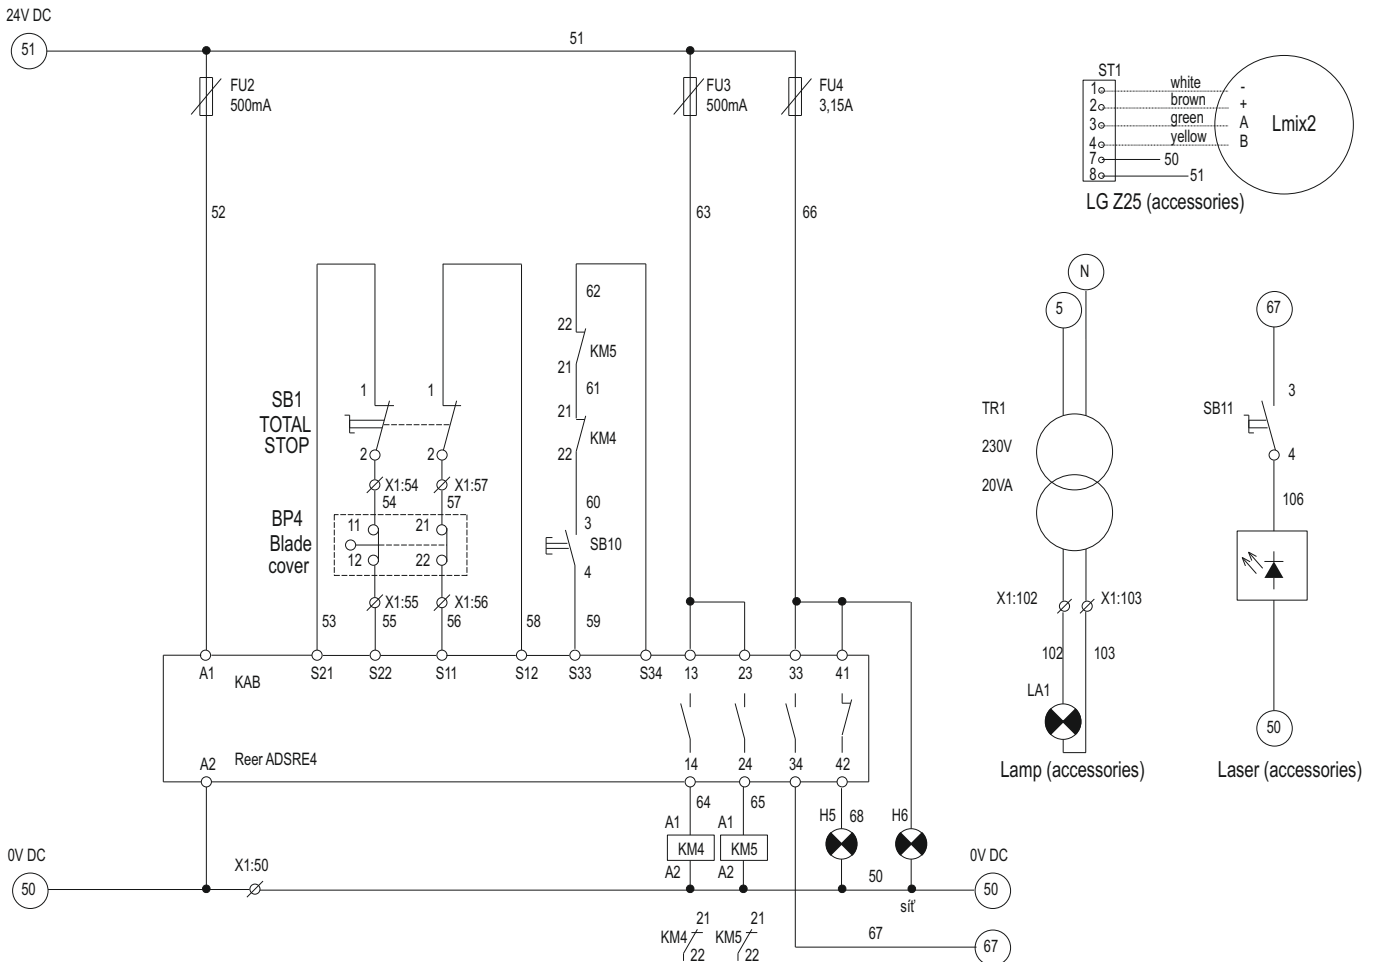 24V DC
51
51
FU2
500mA
FU3
500mA
FU4
3,15A
52
63
66
ST1
1
2
3
4
7
8
white
brown
green
yellow
50
51
-
+
A
B
Lmix2
LG Z25 (accessories)
62
22
KM5
21
61
21
KM4
22
60
3
SB10
4
59
SB1
TOTAL
STOP
1
1
2
2
X1:54
X1:57
54
57
BP4
Blade
cover
11
21
12
22
X1:55
X1:56
53
55
56
58
A1
KAB
S21
S22
S11
S12
S33
S34
13
23
33
41
A2
Reer ADSRE4
14
24
34
42
64
65
A1
A1
KM4
KM5
A2
A2
H5
68
H6
0V DC
50
X1:50
50
0V DC
50
síť
21
KM4
22
21
KM5
22
67
67
N
5
TR1
230V
20VA
X1:102
X1:103
102
103
LA1
Lamp (accessories)
67
3
SB11
4
106
50
Laser (accessories)